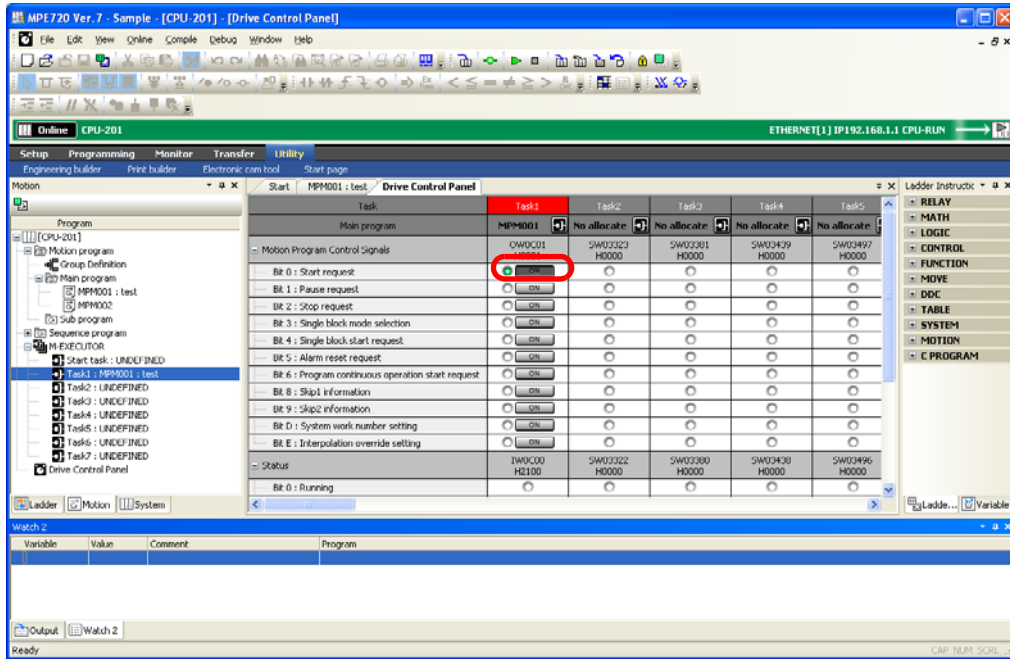 MPE720 Ver. 7 - Sample - [CPU-201] - [Drive Control Panel]
File Edit View Online Compile Debug Window Help
Online CPU-201 ETHERNET[1] IP192.168.1.1 CPU-RUN
Setup Programming Monitor Transfer Utility
Engineering builder Print builder Electronic cam tool Start page
Motion
Program
[CPU-201]
Motion program
Group Definition
Main program
MPM001 : test
MPM002
Sub program
Sequence program
M-EXECUTOR
Start task : UNDEFINED
Task1 : MPM001 : test
Task2 : UNDEFINED
Task3 : UNDEFINED
Task4 : UNDEFINED
Task5 : UNDEFINED
Task6 : UNDEFINED
Task7 : UNDEFINED
Drive Control Panel
Ladder Motion System
Start MPM001 : test Drive Control Panel
Task Task1 Task2 Task3 Task4 Task5
Main program MPM001 No allocate No allocate No allocate No allocate
Motion Program Control Signals OW0C01 SW03323 SW03381 SW03439 SW03497
H0000 H0000 H0000 H0000
Bit 0 : Start request ON
Bit 1 : Pause request ON
Bit 2 : Stop request ON
Bit 3 : Single block mode selection ON
Bit 4 : Single block start request ON
Bit 5 : Alarm reset request ON
Bit 6 : Program continuous operation start request ON
Bit 8 : Skip1 information ON
Bit 9 : Skip2 information ON
Bit D : System work number setting ON
Bit E : Interpolation override setting ON
Status IW0C00 SW03322 SW03380 SW03438 SW03496
H2100 H0000 H0000 H0000 H0000
Bit 0 : Running
Ladder Instructic
RELAY
MATH
LOGIC
CONTROL
FUNCTION
MOVE
DDC
TABLE
SYSTEM
MOTION
C PROGRAM
Ladde... Variable
Watch 2
Variable Value Comment Program
Output Watch 2
Ready CAP NUM SCRL